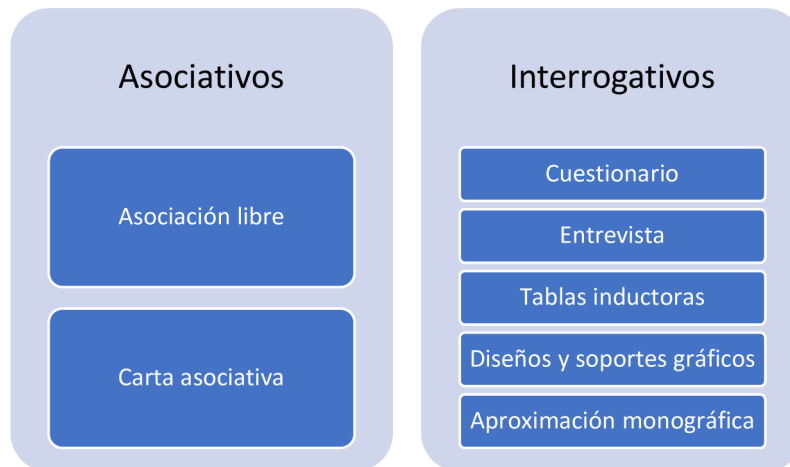 Asociativos
Asociación libre
Carta asociativa
Interrogativos
Cuestionario
Entrevista
Tablas inductoras
Diseños y soportes gráficos
Aproximación monográfica